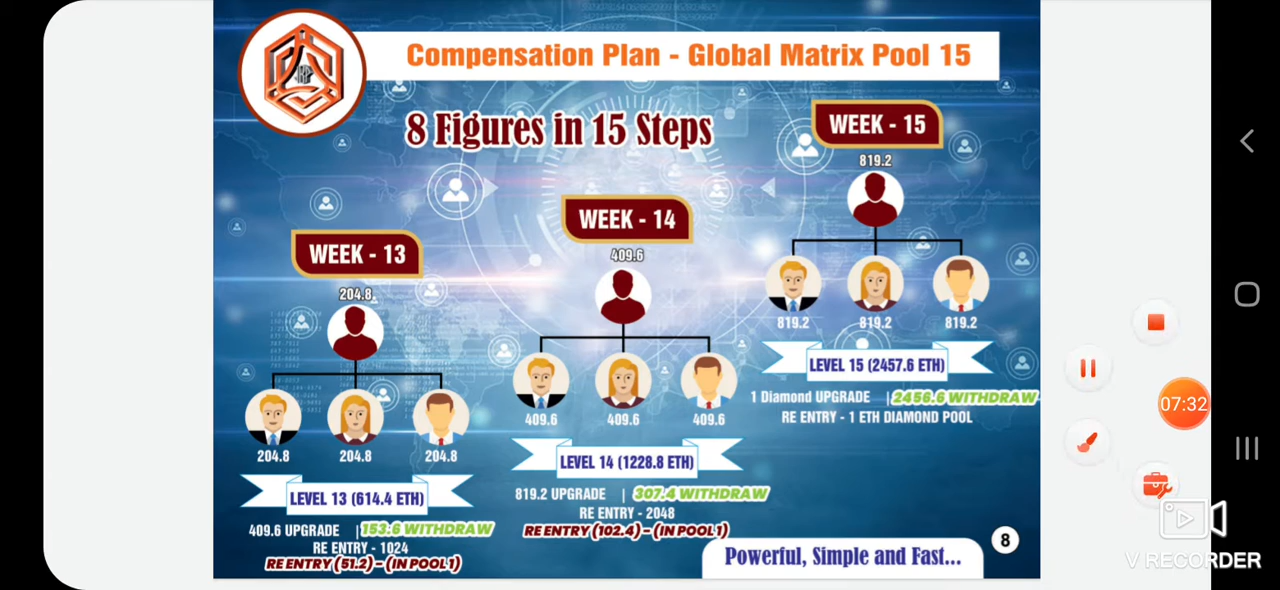 Compensation Plan - Global Matrix Pool 15
8 Figures in 15 Steps
WEEK - 13
204.8
204.8 204.8 204.8
LEVEL 13 (614.4 ETH)
409.6 UPGRADE | 153.6 WITHDRAW
RE ENTRY - 1024
RE ENTRY (51.2) - (IN POOL 1)
WEEK - 14
409.6
409.6 409.6 409.6
LEVEL 14 (1228.8 ETH)
819.2 UPGRADE | 307.4 WITHDRAW
RE ENTRY - 2048
RE ENTRY (102.4) - (IN POOL 1)
WEEK - 15
819.2
819.2 819.2 819.2
LEVEL 15 (2457.6 ETH)
1 Diamond UPGRADE | 2456.6 WITHDRAW
RE ENTRY - 1 ETH DIAMOND POOL
Powerful, Simple and Fast...
8
07:32
V RECORDER